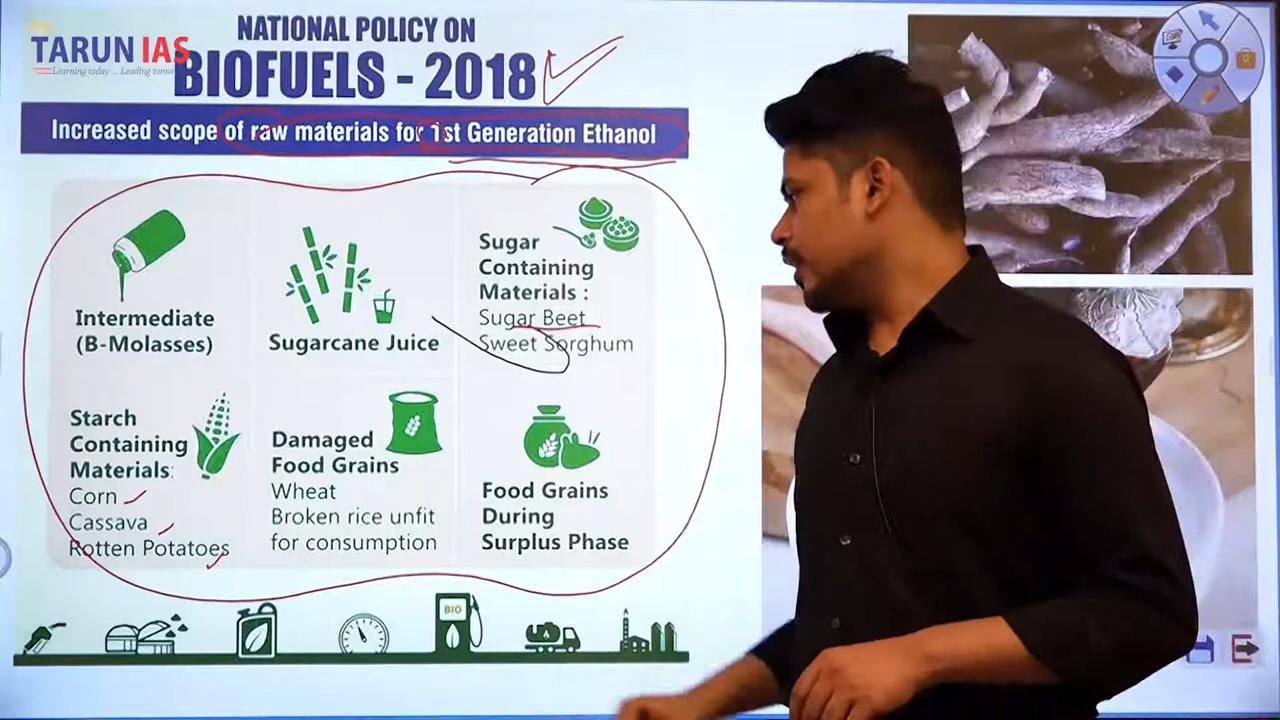 TARUN IAS
Learning today ... Leading tomor
NATIONAL POLICY ON
BIOFUELS - 2018
Increased scope of raw materials for 1st Generation Ethanol
Intermediate
(B-Molasses)
Sugarcane Juice
Sugar
Containing
Materials :
Sugar Beet
Sweet Sorghum
Starch
Containing
Materials:
Corn
Cassava
Rotten Potatoes
Damaged
Food Grains
Wheat
Broken rice unfit
for consumption
Food Grains
During
Surplus Phase
BIO